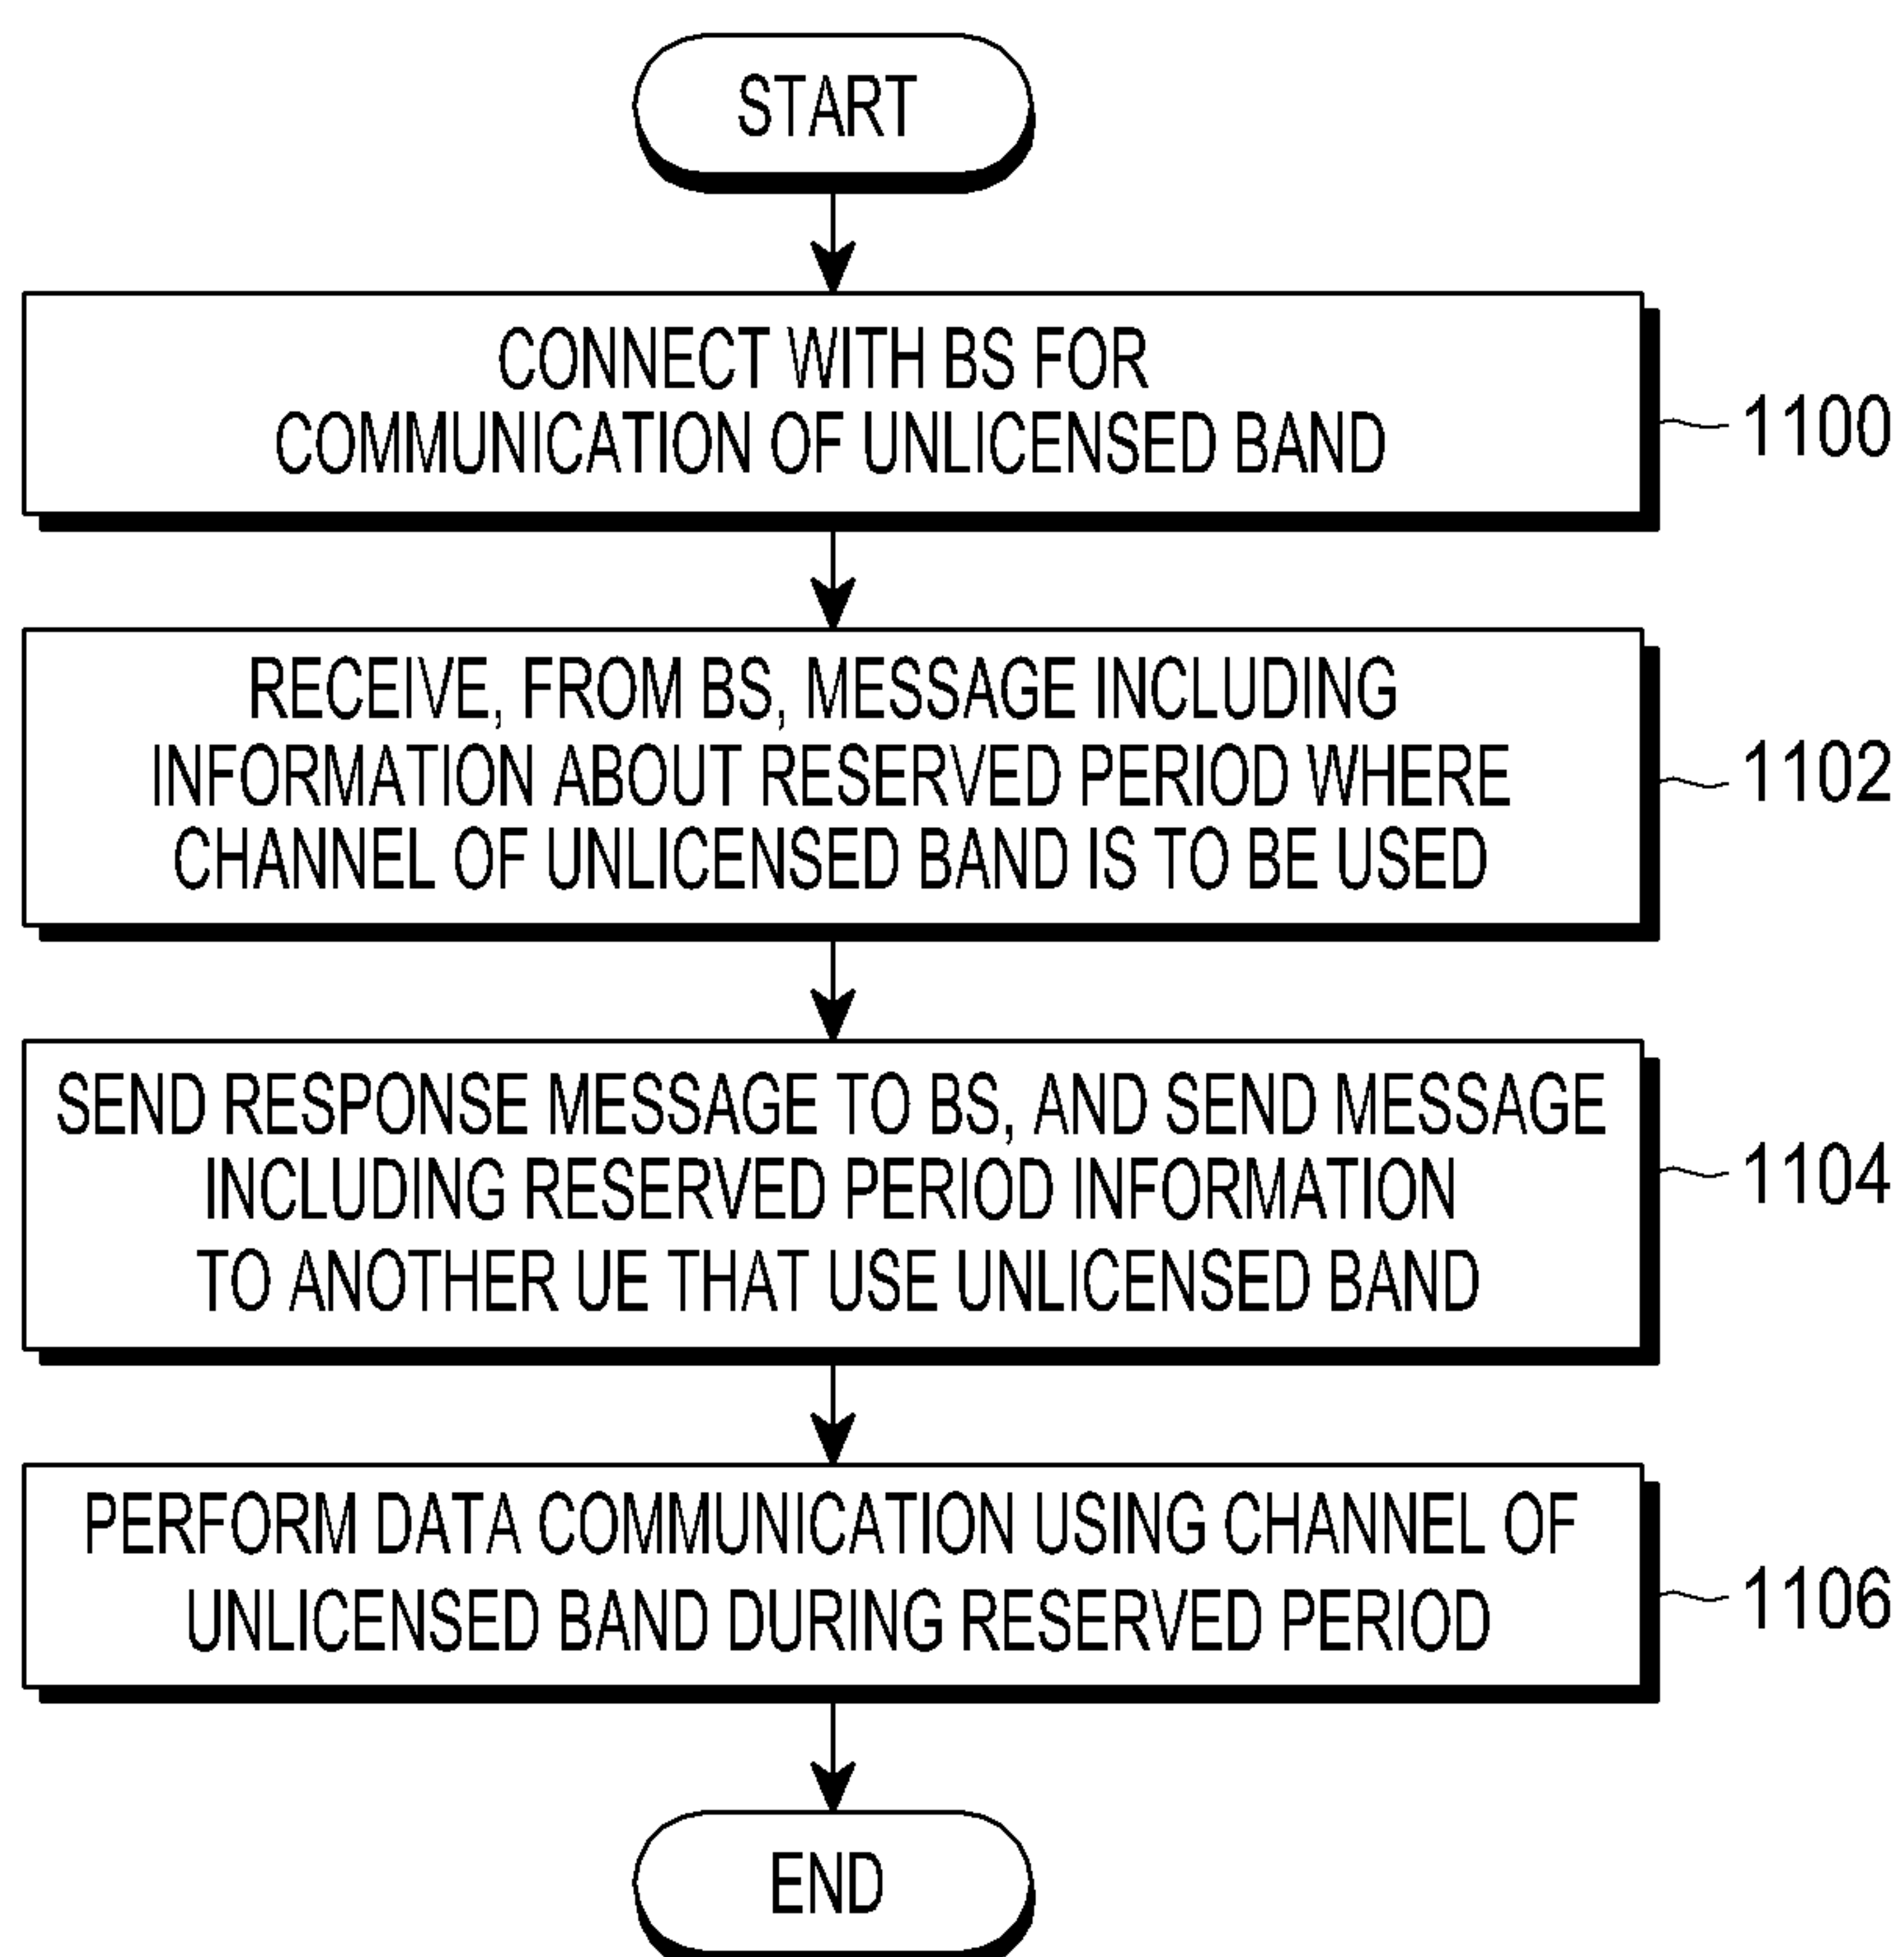 START
CONNECT WITH BS FOR
COMMUNICATION OF UNLICENSED BAND
1100
RECEIVE, FROM BS, MESSAGE INCLUDING
INFORMATION ABOUT RESERVED PERIOD WHERE
CHANNEL OF UNLICENSED BAND IS TO BE USED
1102
SEND RESPONSE MESSAGE TO BS, AND SEND MESSAGE
INCLUDING RESERVED PERIOD INFORMATION
TO ANOTHER UE THAT USE UNLICENSED BAND
1104
PERFORM DATA COMMUNICATION USING CHANNEL OF
UNLICENSED BAND DURING RESERVED PERIOD
1106
END